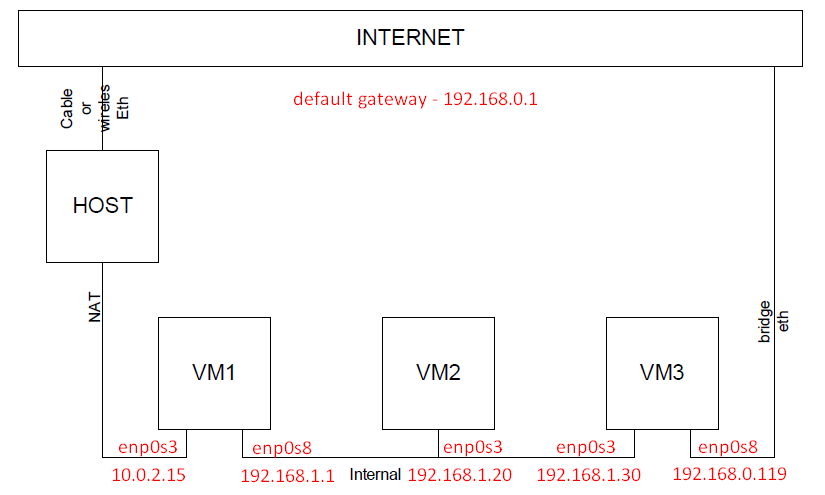 INTERNET
default gateway - 192.168.0.1
Cable
or
wireles
Eth
HOST
NAT
bridge
eth
VM1
VM2
VM3
enp0s3
enp0s8
enp0s3
enp0s3
enp0s8
10.0.2.15
192.168.1.1
Internal
192.168.1.20
192.168.1.30
192.168.0.119